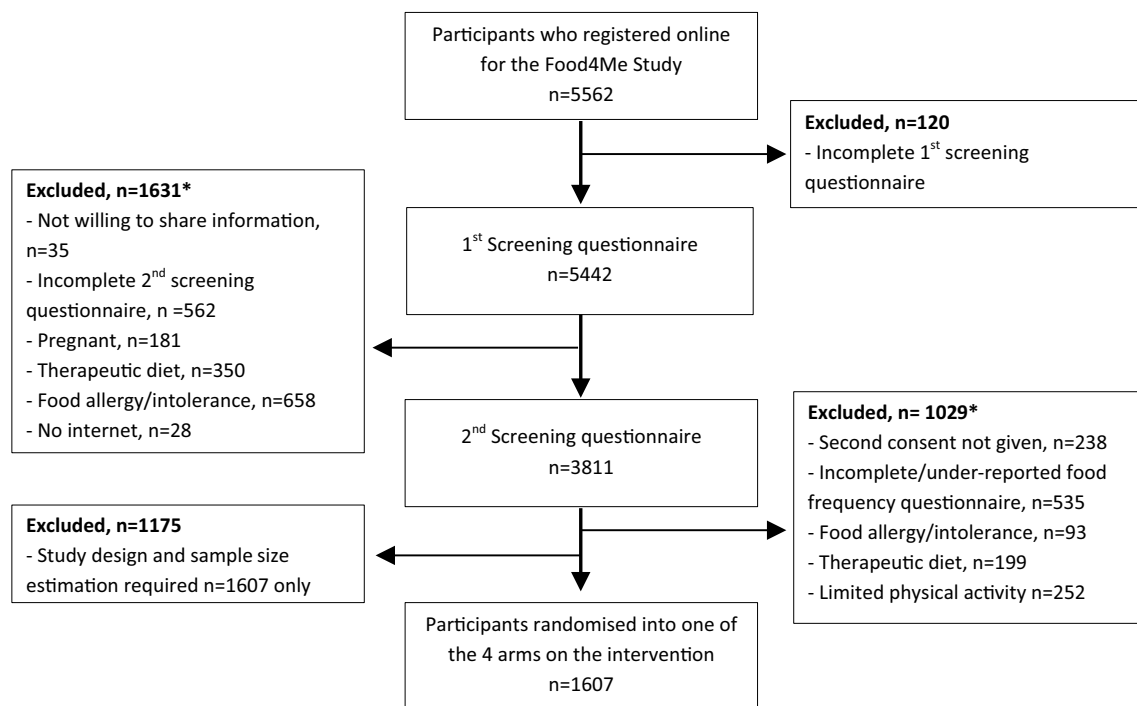 Participants who registered online
for the Food4Me Study
n=5562
Excluded, n=120
- Incomplete 1st screening
questionnaire
Excluded, n=1631*
- Not willing to share information,
n=35
- Incomplete 2nd screening
questionnaire, n =562
- Pregnant, n=181
- Therapeutic diet, n=350
- Food allergy/intolerance, n=658
- No internet, n=28
1st Screening questionnaire
n=5442
2nd Screening questionnaire
n=3811
Excluded, n= 1029*
- Second consent not given, n=238
- Incomplete/under-reported food
frequency questionnaire, n=535
- Food allergy/intolerance, n=93
- Therapeutic diet, n=199
- Limited physical activity n=252
Excluded, n=1175
- Study design and sample size
estimation required n=1607 only
Participants randomised into one of
the 4 arms on the intervention
n=1607